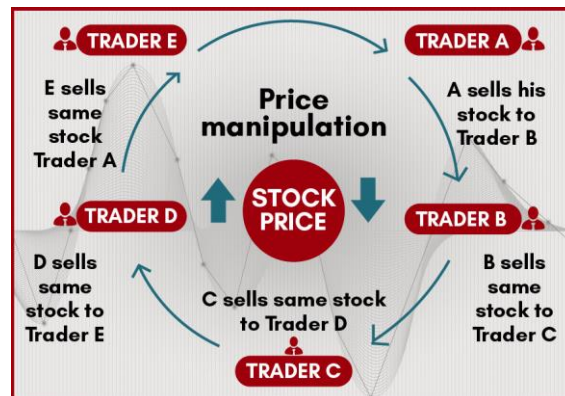 TRADER E
TRADER A
E sells
same
stock
Trader A
Price
manipulation
A sells his
stock to
Trader B
STOCK
PRICE
TRADER D
TRADER B
D sells
same
stock to
Trader E
C sells same stock
to Trader D
B sells
same
stock to
Trader C
TRADER C